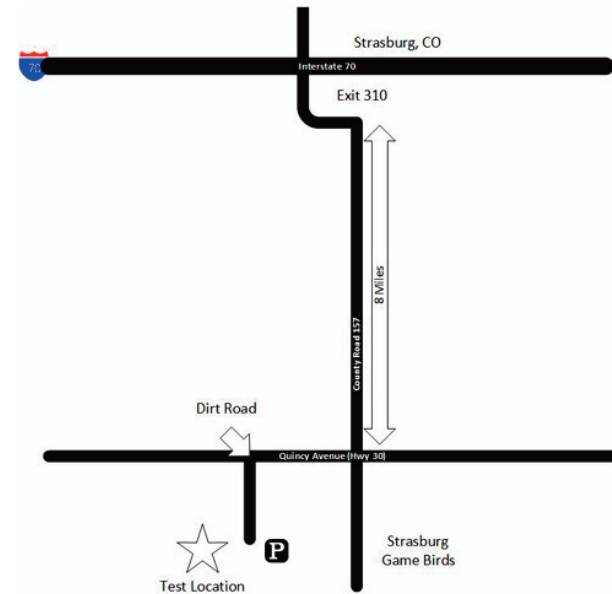 Strasburg, CO
70
Interstate 70
Exit 310
8 Miles
County Road 157
Dirt Road
Quincy Avenue (Hwy 30)
P
Strasburg
Game Birds
Test Location